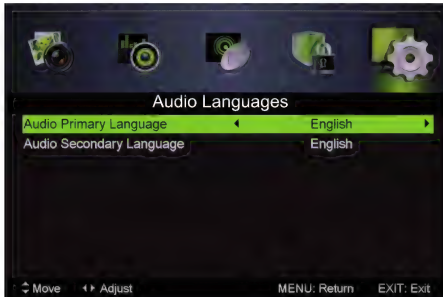 Audio Languages
Audio Primary Language English
Audio Secondary Language English
Move Adjust MENU: Return EXIT: Exit